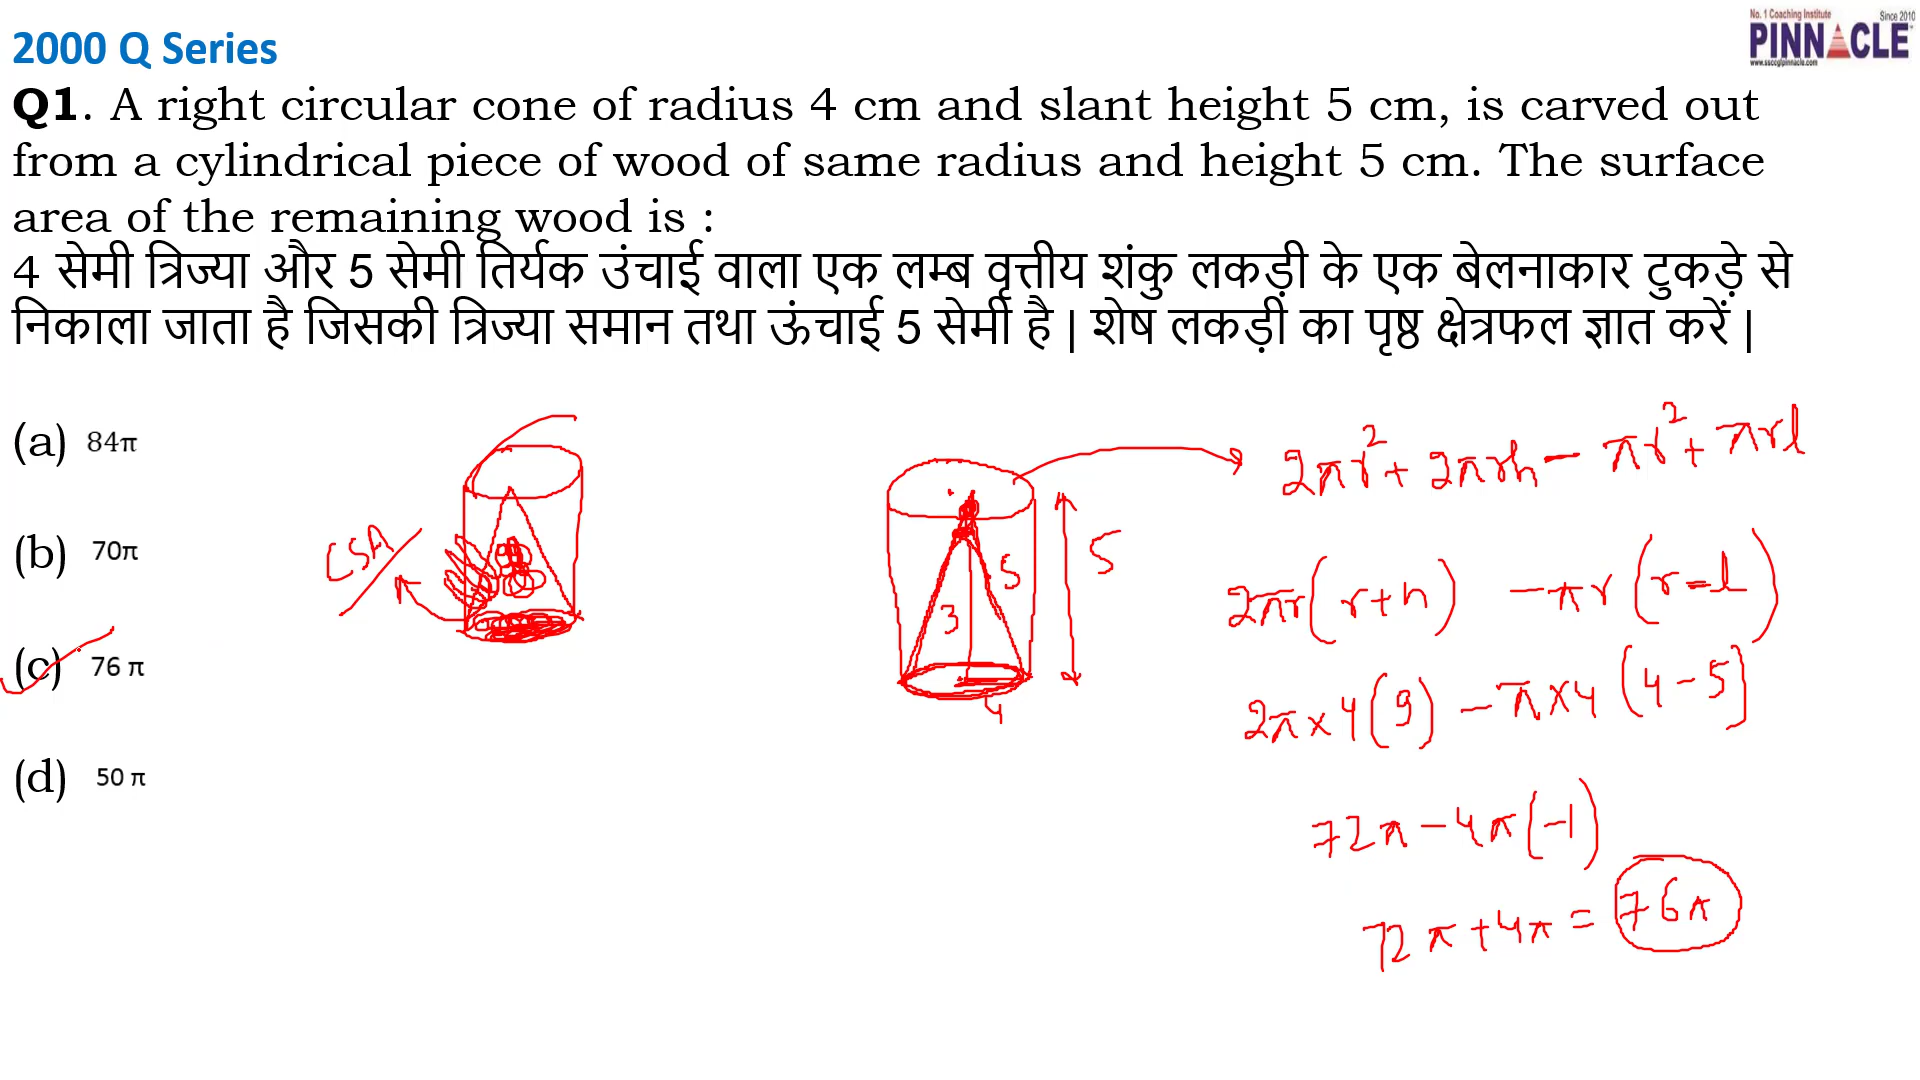 No. 1 Coaching Institute Since 2010
PINNACLE
www.ssccglpinnacle.com
2000 Q Series
Q1. A right circular cone of radius 4 cm and slant height 5 cm, is carved out
from a cylindrical piece of wood of same radius and height 5 cm. The surface
area of the remaining wood is :
4 सेमी त्रिज्या और 5 सेमी तिर्यक उंचाई वाला एक लम्ब वृत्तीय शंकु लकड़ी के एक बेलनाकार टुकड़े से
निकाला जाता है जिसकी त्रिज्या समान तथा ऊंचाई 5 सेमी है | शेष लकड़ी का पृष्ठ क्षेत्रफल ज्ञात करें |
(a) 84π
(b) 70π
(c) 76 π
(d) 50 π
CSA
5
3
5
4
2πr² + 2πrh − πr² + πrl
2πr(r+h) −πr(r−l)
2π×4(9) −π×4(4−5)
72π−4π(−1)
72π+4π = 76π